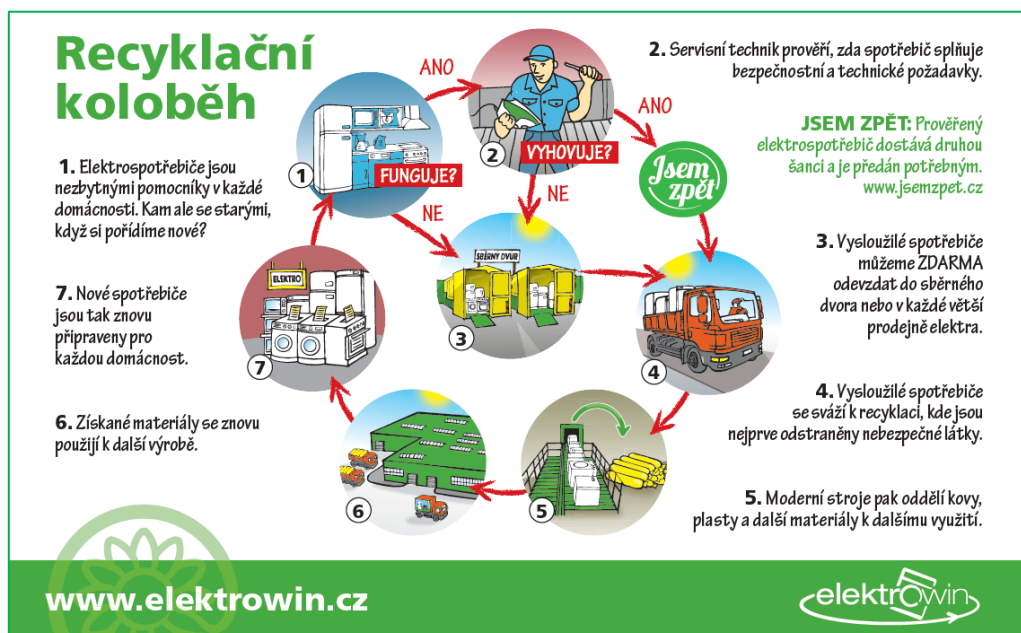 Recyklační
koloběh
1. Elektrospotřebiče jsou
nezbytnými pomocníky v každé
domácnosti. Kam ale se starými,
když si pořídíme nové?
7. Nové spotřebiče
jsou tak znovu
připraveny pro
každou domácnost.
6. Získané materiály se znovu
použijí k další výrobě.
ANO
1
FUNGUJE?
NE
2
VYHOVUJE?
ANO
NE
Jsem
zpět
SBĚRNÝ DVŮR
3
4
5
6
ELEKTRO
7
2. Servisní technik prověří, zda spotřebič splňuje
bezpečnostní a technické požadavky.
JSEM ZPĚT: Prověřený
elektrospotřebič dostává druhou
šanci a je předán potřebným.
www.jsemzpet.cz
3. Vysloužilé spotřebiče
můžeme ZDARMA
odevzdat do sběrného
dvora nebo v každé větší
prodejně elektra.
4. Vysloužilé spotřebiče
se sváží k recyklaci, kde jsou
nejprve odstraněny nebezpečné látky.
5. Moderní stroje pak oddělí kovy,
plasty a další materiály k dalšímu využití.
www.elektrowin.cz
elektrowin